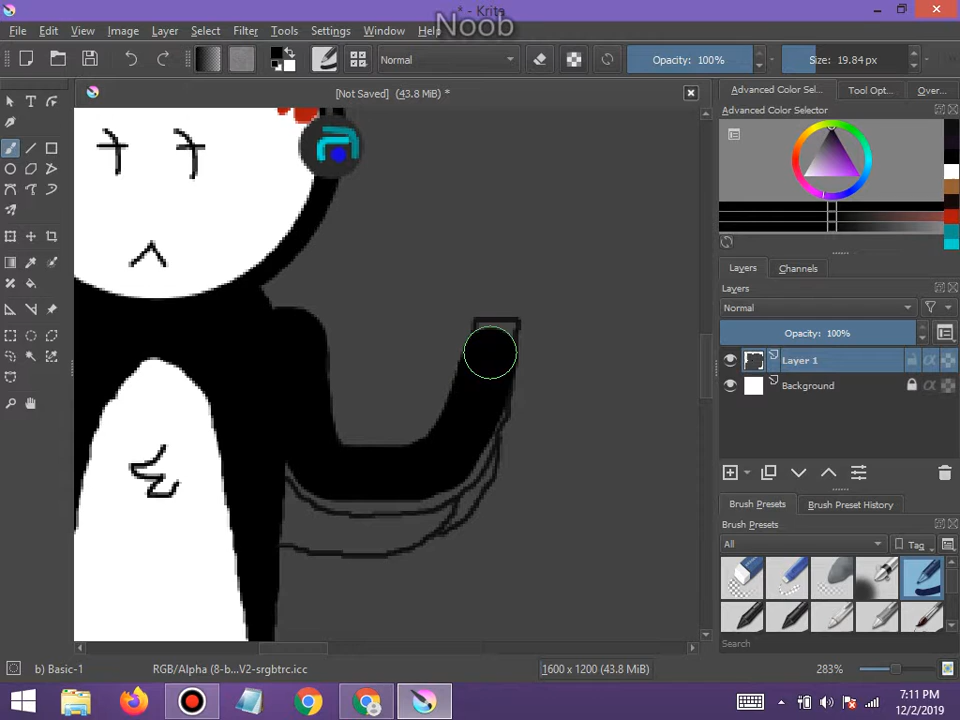 * - Krita
Noob
File Edit View Image Layer Select Filter Tools Settings Window Help
Normal
Opacity: 100%
Size: 19.84 px
[Not Saved] (43.8 MiB) *
Advanced Color Sel...
Tool Opt...
Over...
Advanced Color Selector
Layers
Channels
Layers
Normal
Opacity: 100%
Layer 1
Background
Brush Presets
Brush Preset History
Brush Presets
All
Tag
Search
b) Basic-1
RGB/Alpha (8-b...V2-srgbtrc.icc
1600 x 1200 (43.8 MiB)
283%
7:11 PM
12/2/2019